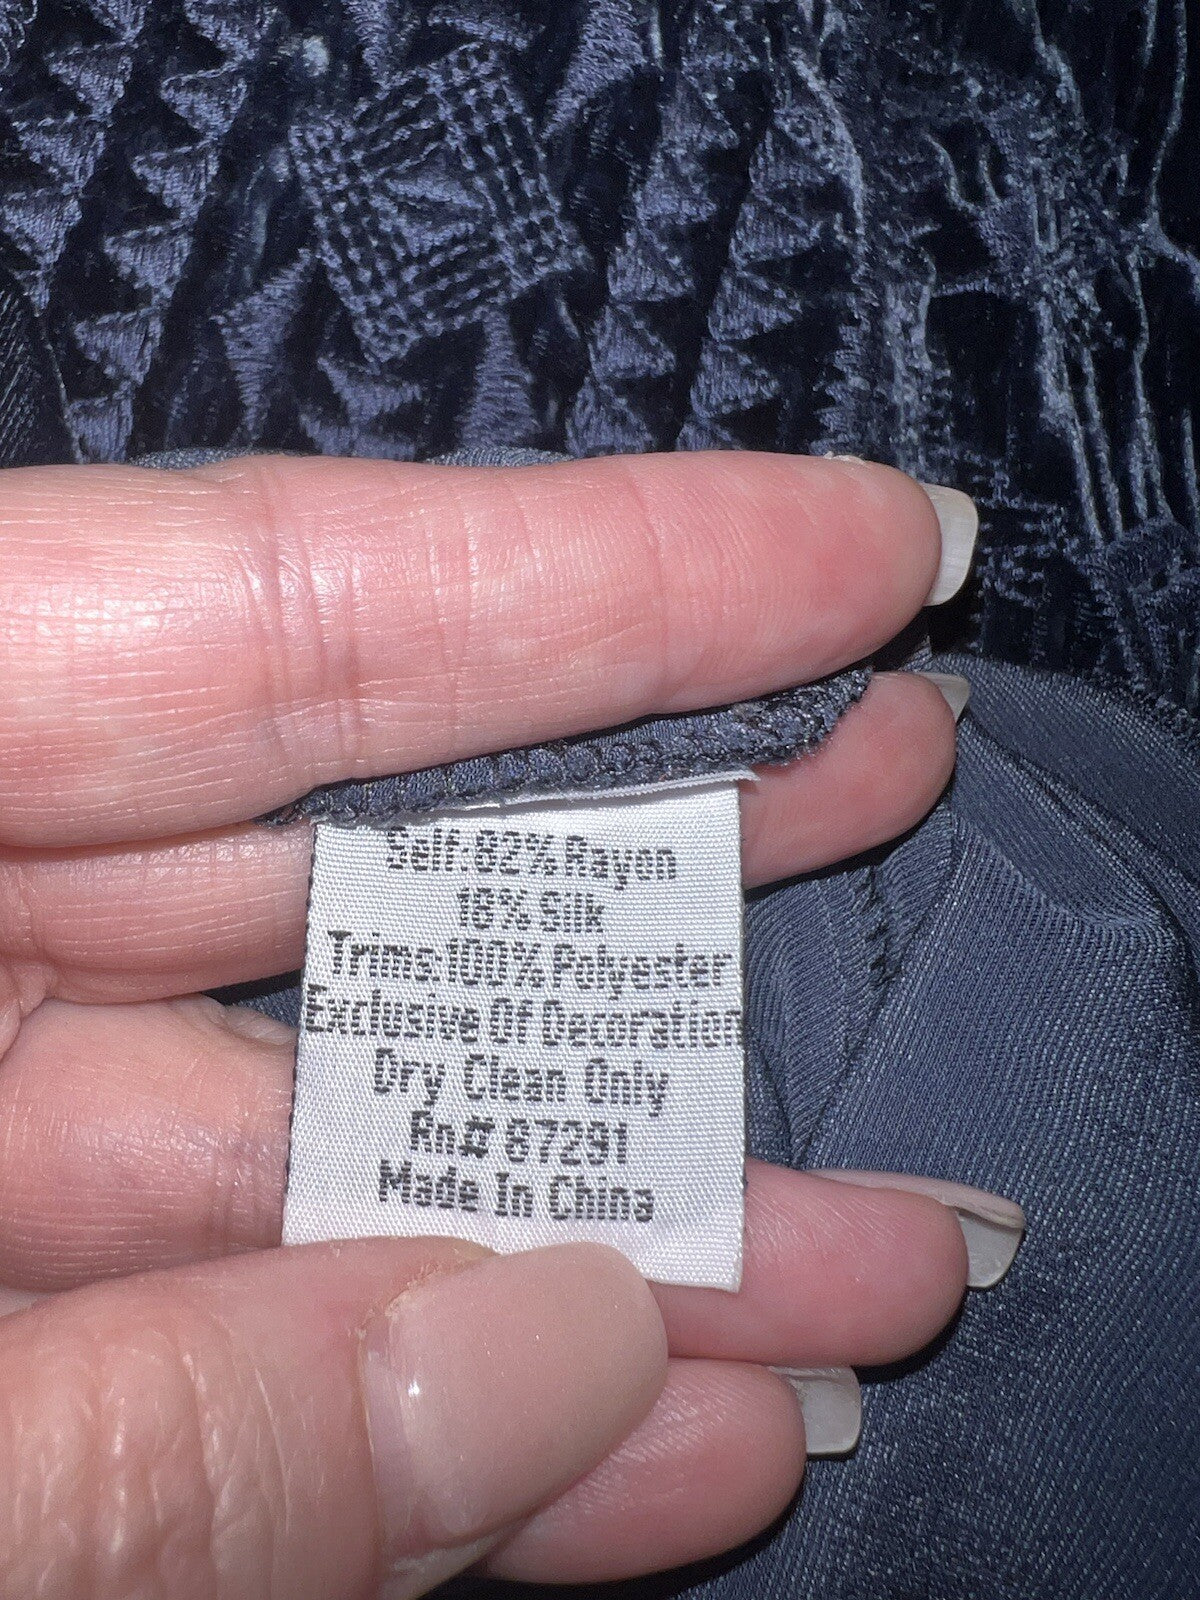 Self:82% Rayon
18% Silk
Trims:100% Polyester
Exclusive Of Decoration
Dry Clean Only
Rn# 87291
Made In China